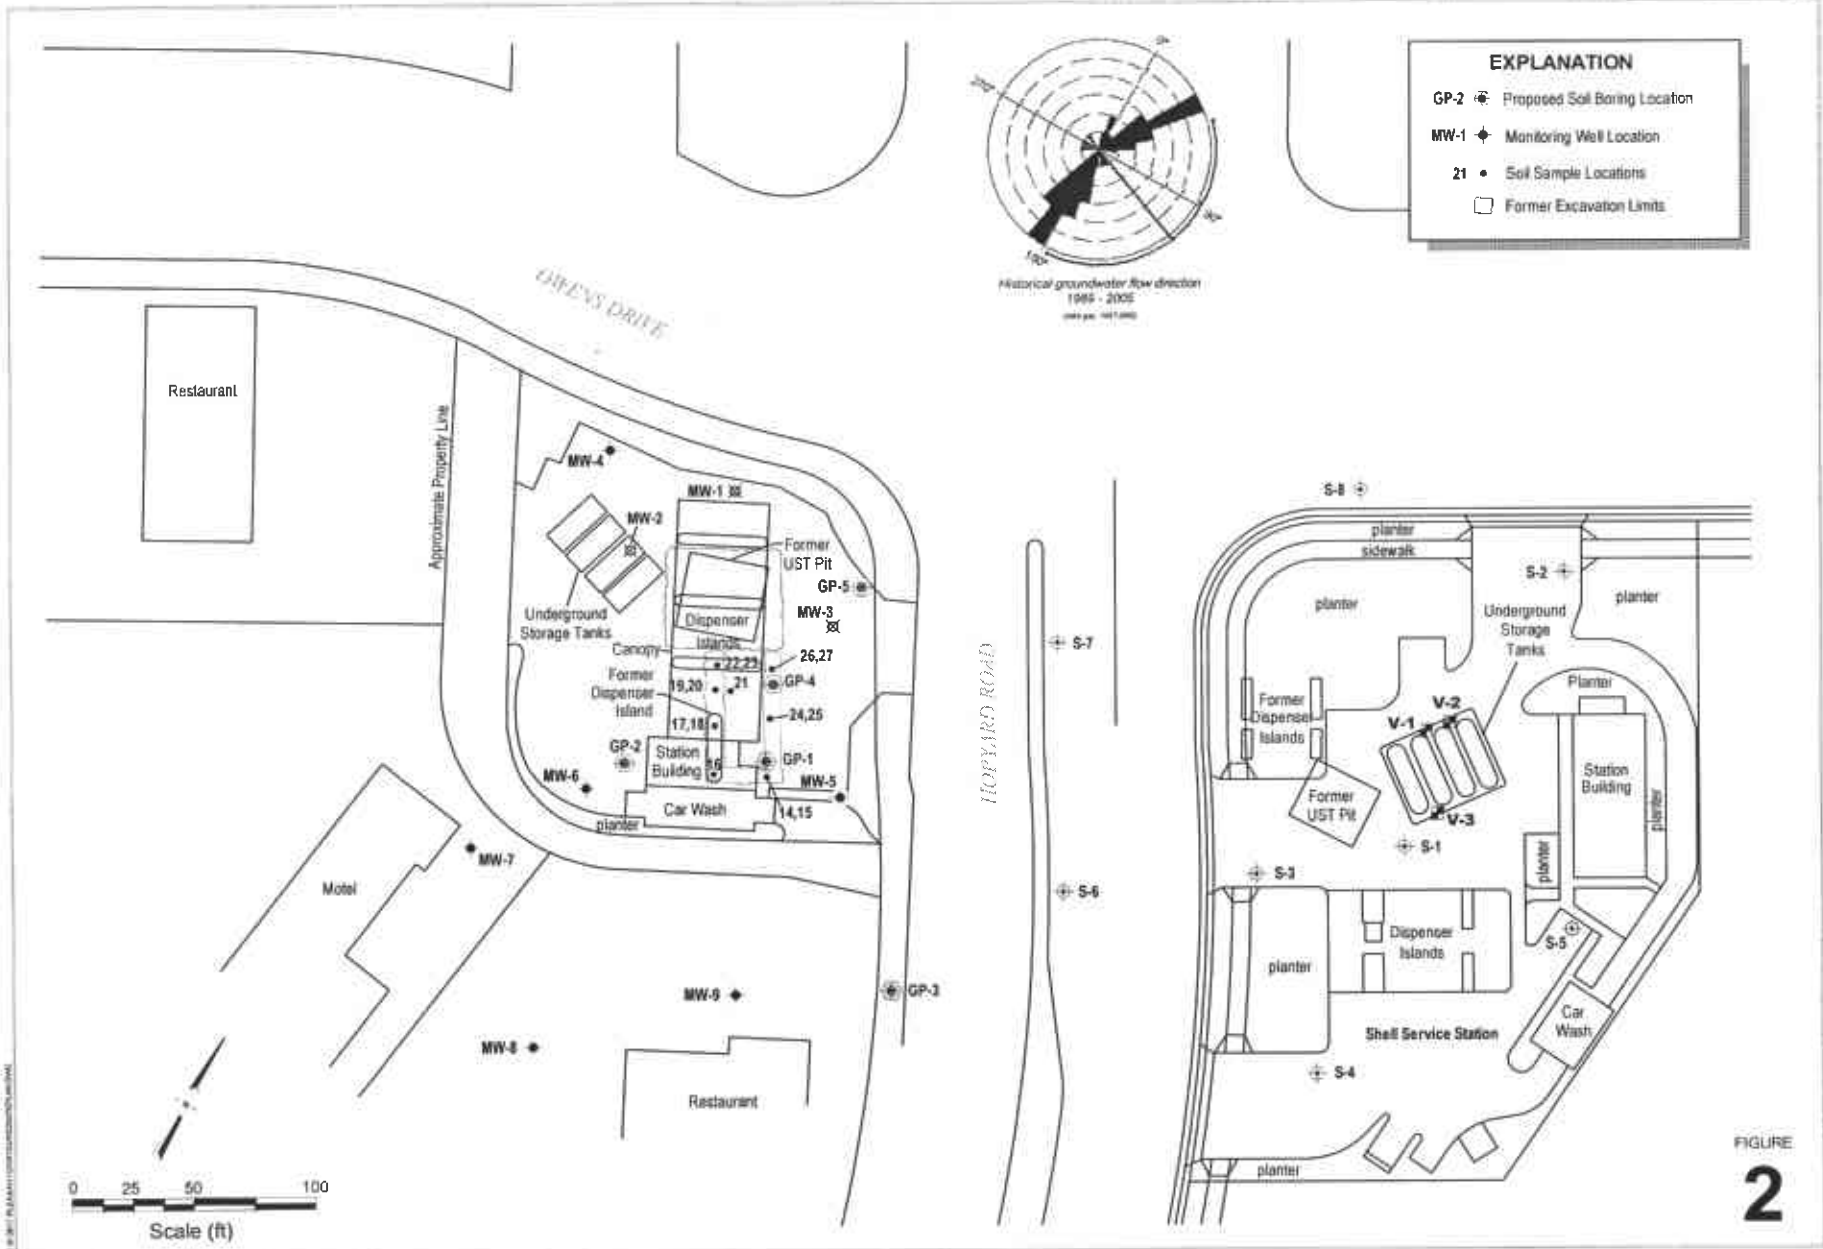 EXPLANATION
GP-2 Proposed Soil Boring Location
MW-1 Monitoring Well Location
21 Soil Sample Locations
Former Excavation Limits
0°
270°
90°
180°
Historical groundwater flow direction
1989 - 2005
OWENS DRIVE
Restaurant
Approximate Property Line
MW-4
MW-1
MW-2
Former
UST Pit
GP-5
MW-3
Underground
Storage Tanks
Dispenser
Islands
Canopy
22,23
26,27
Former
Dispenser
Island
19,20
21
GP-4
17,18
24,25
GP-2
Station
Building
16
GP-1
MW-6
MW-5
Car Wash
14,15
planter
MW-7
Motel
MW-9
GP-3
MW-8
Restaurant
0 25 50 100
Scale (ft)
HOPYARD ROAD
S-7
S-6
S-8
planter
sidewalk
S-2
planter
planter
Underground
Storage
Tanks
Planter
Former
Dispenser
Islands
V-1
V-2
Station
Building
Former
UST Pit
V-3
planter
S-1
planter
S-3
Dispenser
Islands
S-5
planter
Car
Wash
Shell Service Station
S-4
planter
FIGURE
2